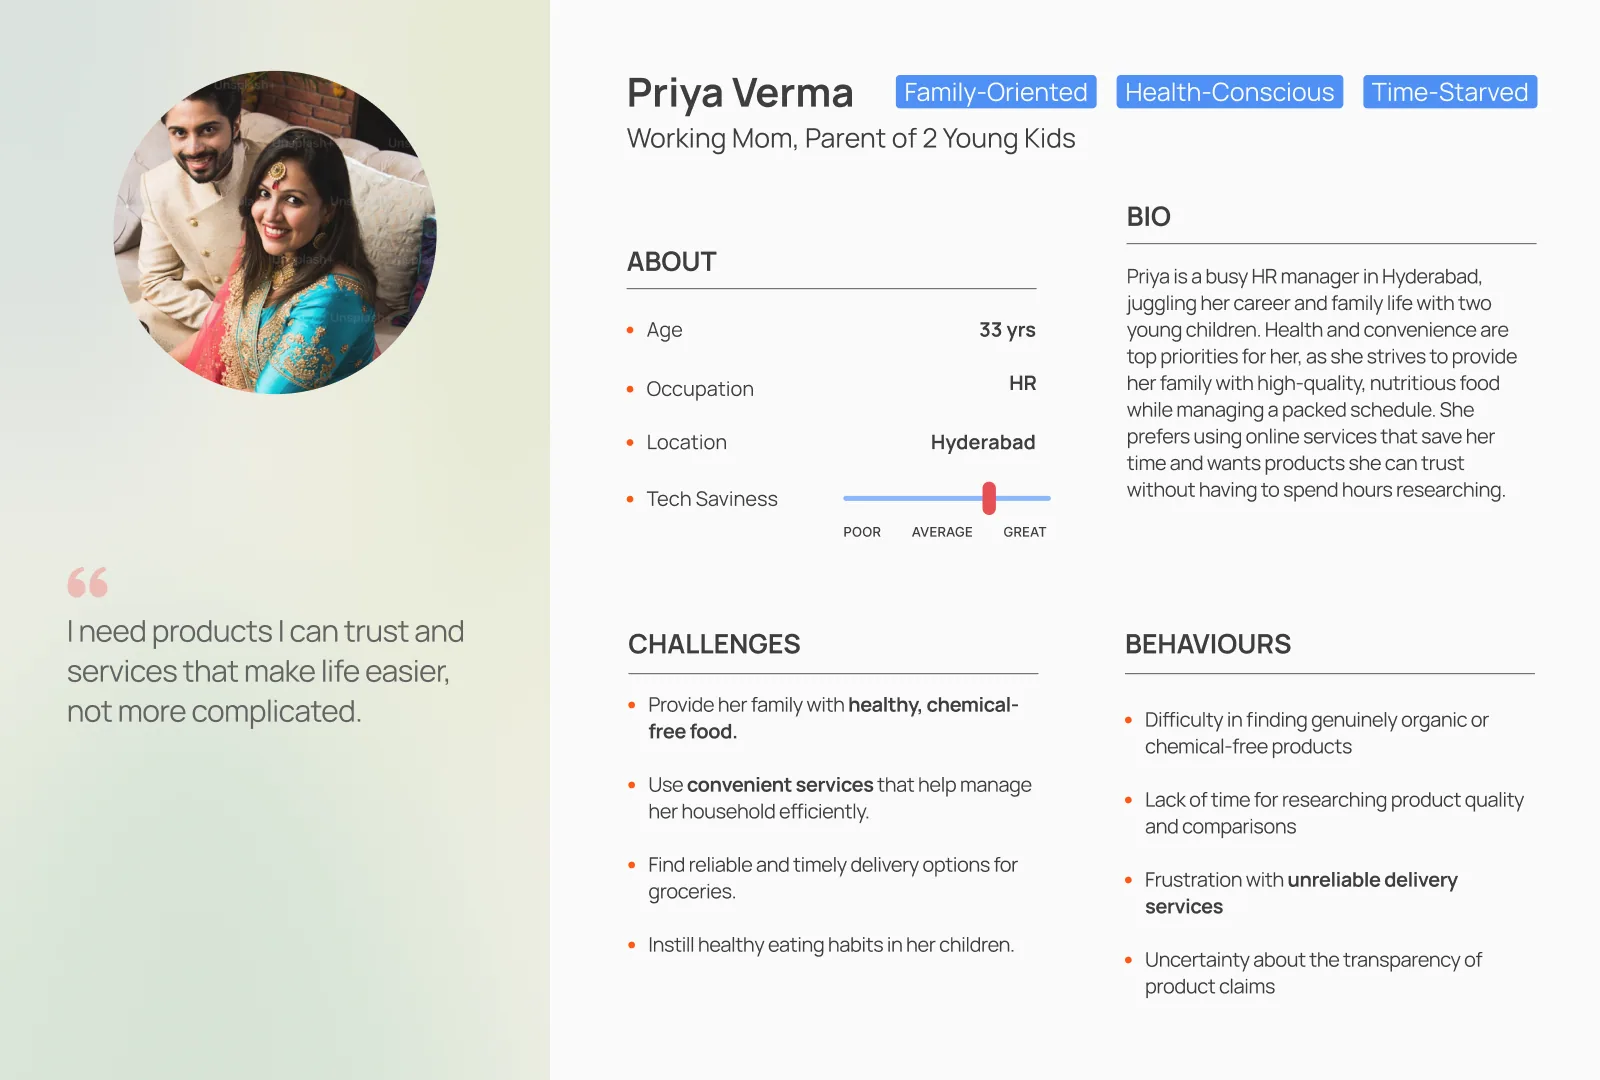 Priya Verma
Family-Oriented
Health-Conscious
Time-Starved
Working Mom, Parent of 2 Young Kids
ABOUT
Age 33 yrs
Occupation HR
Location Hyderabad
Tech Saviness
POOR AVERAGE GREAT
BIO
Priya is a busy HR manager in Hyderabad,
juggling her career and family life with two
young children. Health and convenience are
top priorities for her, as she strives to provide
her family with high-quality, nutritious food
while managing a packed schedule. She
prefers using online services that save her
time and wants products she can trust
without having to spend hours researching.
“
I need products I can trust and
services that make life easier,
not more complicated.
CHALLENGES
Provide her family with healthy, chemical-
free food.
Use convenient services that help manage
her household efficiently.
Find reliable and timely delivery options for
groceries.
Instill healthy eating habits in her children.
BEHAVIOURS
Difficulty in finding genuinely organic or
chemical-free products
Lack of time for researching product quality
and comparisons
Frustration with unreliable delivery
services
Uncertainty about the transparency of
product claims
Unsplash+